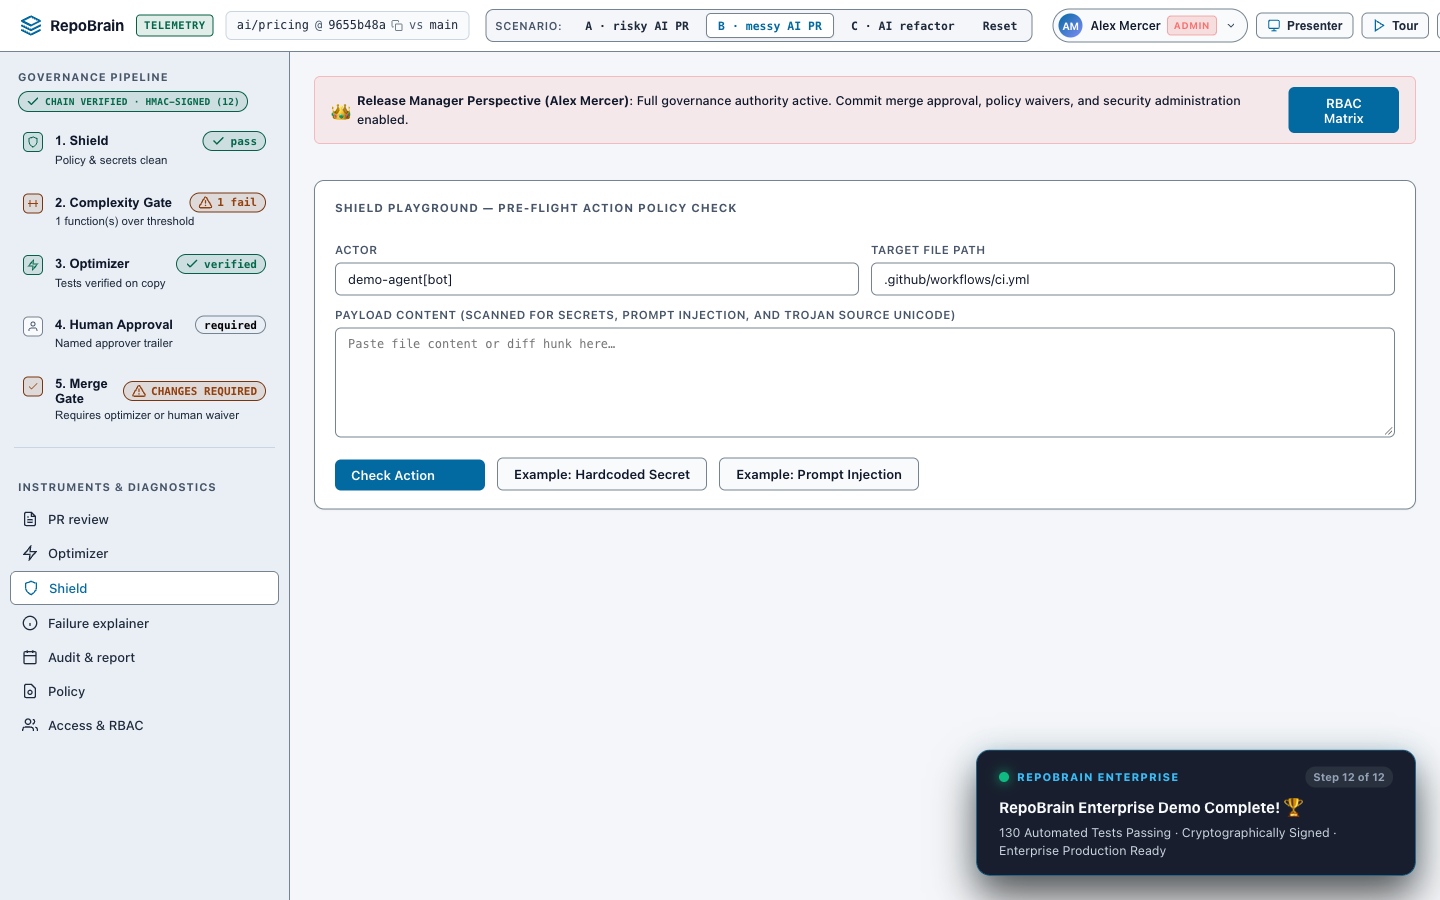 RepoBrain
TELEMETRY
ai/pricing @ 9655b48a vs main
SCENARIO: A · risky AI PR B · messy AI PR C · AI refactor Reset
AM Alex Mercer ADMIN
Presenter
Tour
GOVERNANCE PIPELINE
CHAIN VERIFIED · HMAC-SIGNED (12)
1. Shield
pass
Policy & secrets clean
2. Complexity Gate
1 fail
1 function(s) over threshold
3. Optimizer
verified
Tests verified on copy
4. Human Approval
required
Named approver trailer
5. Merge Gate
CHANGES REQUIRED
Requires optimizer or human waiver
INSTRUMENTS & DIAGNOSTICS
PR review
Optimizer
Shield
Failure explainer
Audit & report
Policy
Access & RBAC
Release Manager Perspective (Alex Mercer): Full governance authority active. Commit merge approval, policy waivers, and security administration
enabled.
RBAC
Matrix
SHIELD PLAYGROUND — PRE-FLIGHT ACTION POLICY CHECK
ACTOR
demo-agent[bot]
TARGET FILE PATH
.github/workflows/ci.yml
PAYLOAD CONTENT (SCANNED FOR SECRETS, PROMPT INJECTION, AND TROJAN SOURCE UNICODE)
Paste file content or diff hunk here…
Check Action
Example: Hardcoded Secret
Example: Prompt Injection
REPOBRAIN ENTERPRISE
Step 12 of 12
RepoBrain Enterprise Demo Complete! 🏆
130 Automated Tests Passing · Cryptographically Signed ·
Enterprise Production Ready